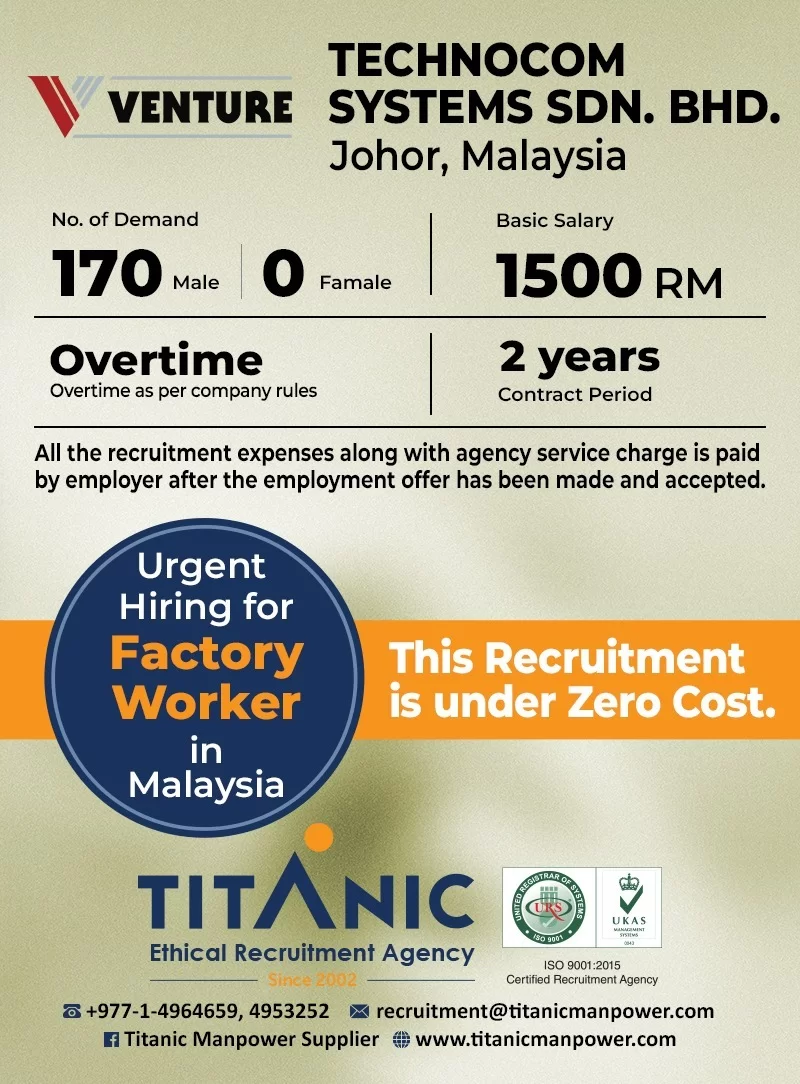 VENTURE
TECHNOCOM
SYSTEMS SDN. BHD.
Johor, Malaysia
No. of Demand
170 Male 0 Famale
Basic Salary
1500 RM
Overtime
Overtime as per company rules
2 years
Contract Period
All the recruitment expenses along with agency service charge is paid
by employer after the employment offer has been made and accepted.
Urgent
Hiring for
Factory
Worker
in
Malaysia
This Recruitment
is under Zero Cost.
TITANIC
Ethical Recruitment Agency
Since 2002
UNITED REGISTRAR OF SYSTEMS
URS
ISO 9001
UKAS
MANAGEMENT
SYSTEMS
0043
ISO 9001:2015
Certified Recruitment Agency
+977-1-4964659, 4953252 recruitment@titanicmanpower.com
Titanic Manpower Supplier www.titanicmanpower.com